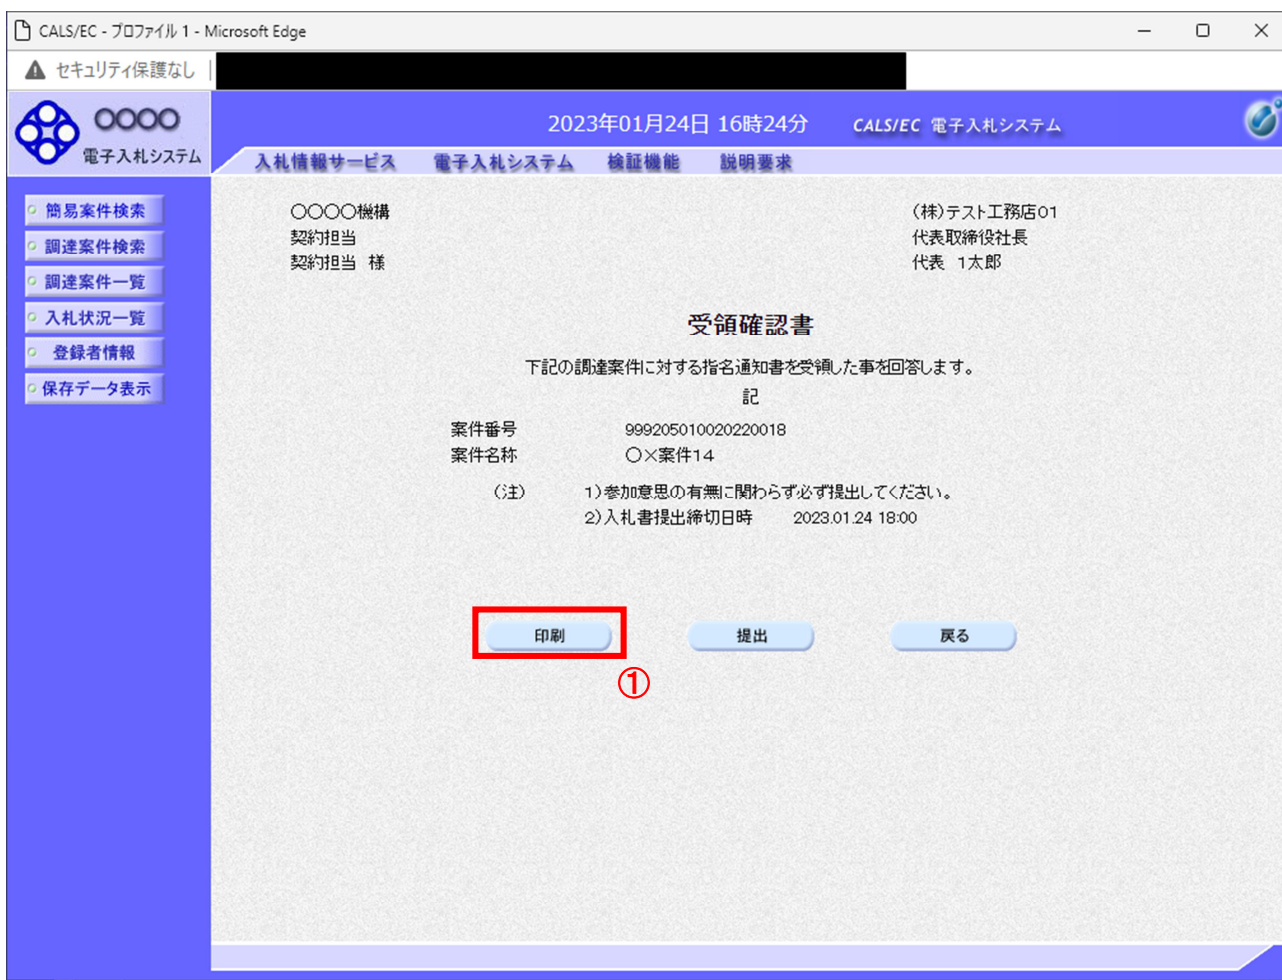 CALS/EC - プロファイル 1 - Microsoft Edge
セキュリティ保護なし
○○○○
電子入札システム
2023年01月24日 16時24分
CALS/EC 電子入札システム
入札情報サービス 電子入札システム 検証機能 説明要求
簡易案件検索
調達案件検索
調達案件一覧
入札状況一覧
登録者情報
保存データ表示
○○○○機構
契約担当
契約担当 様
(株)テスト工務店01
代表取締役社長
代表 1太郎
受領確認書
下記の調達案件に対する指名通知書を受領した事を回答します。
記
案件番号 999205010020220018
案件名称 ○×案件14
(注) 1)参加意思の有無に関わらず必ず提出してください。
2)入札書提出締切日時 2023.01.24 18:00
印刷 提出 戻る
①